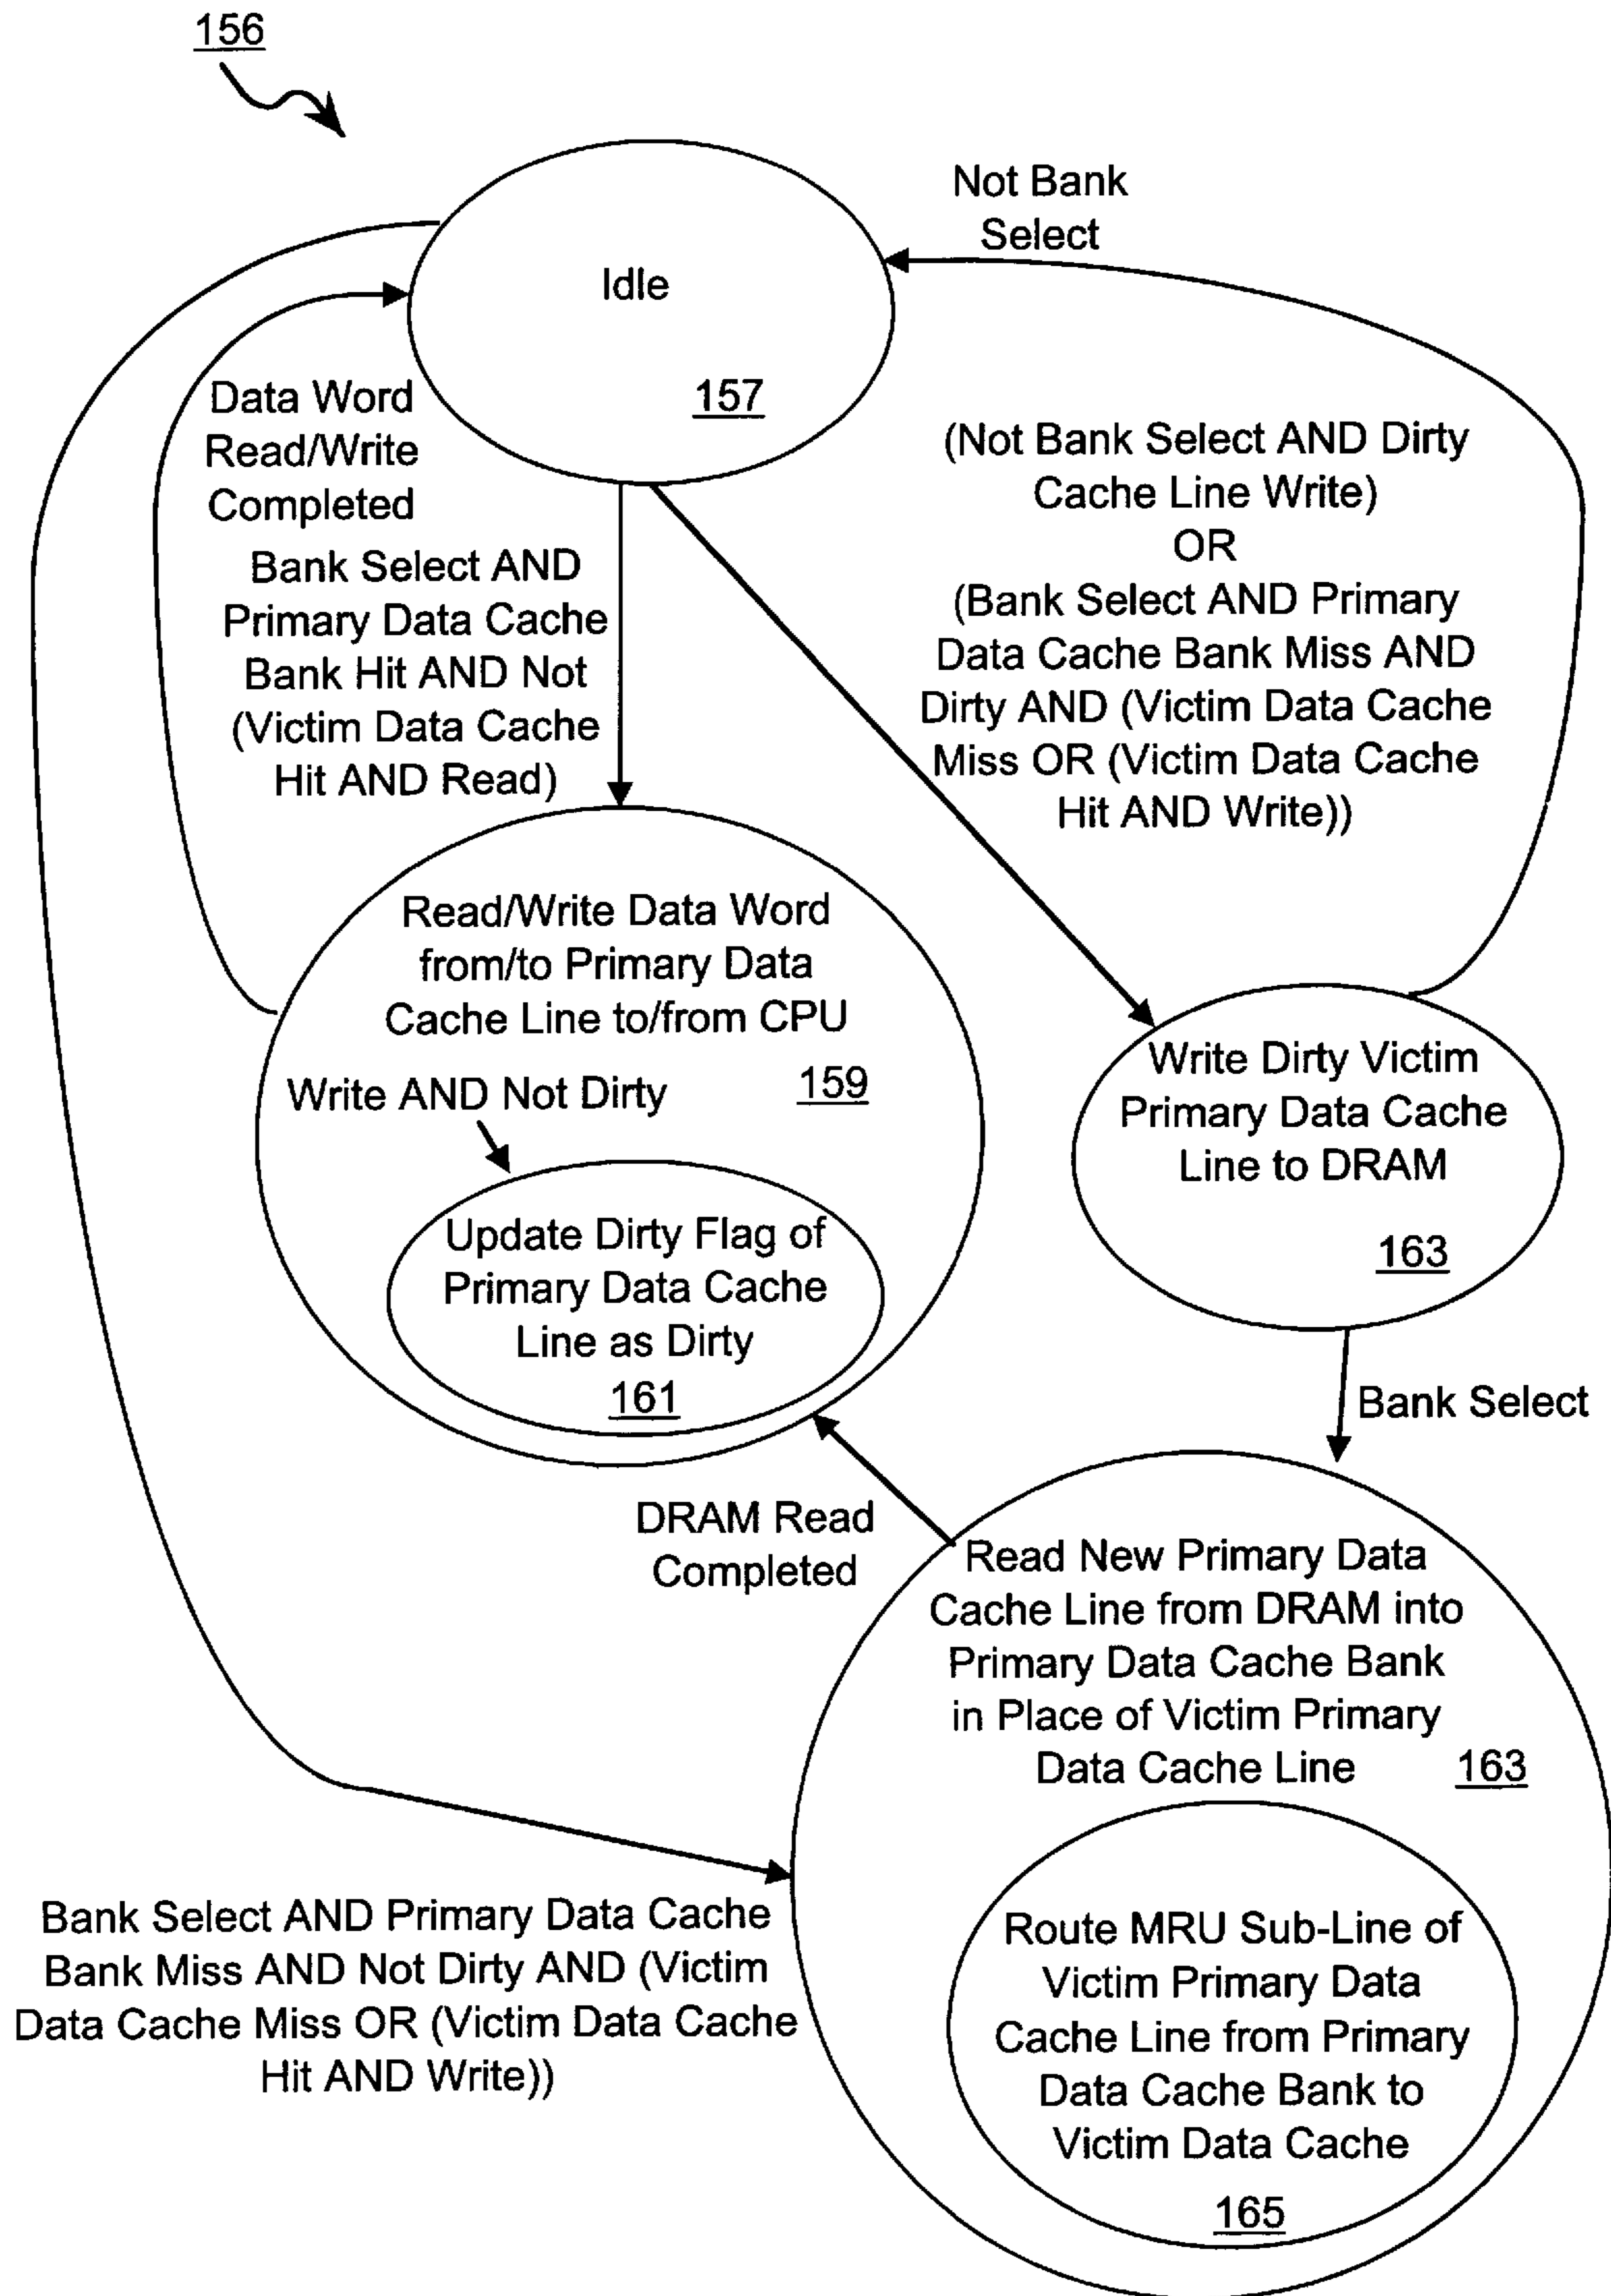 156
Not Bank
Select
Idle
157
Data Word
Read/Write
Completed
(Not Bank Select AND Dirty
Cache Line Write)
OR
(Bank Select AND Primary
Data Cache Bank Miss AND
Dirty AND (Victim Data Cache
Miss OR (Victim Data Cache
Hit AND Write))
Bank Select AND
Primary Data Cache
Bank Hit AND Not
(Victim Data Cache
Hit AND Read)
Read/Write Data Word
from/to Primary Data
Cache Line to/from CPU
159
Write AND Not Dirty
Update Dirty Flag of
Primary Data Cache
Line as Dirty
161
Write Dirty Victim
Primary Data Cache
Line to DRAM
163
Bank Select
DRAM Read
Completed
Read New Primary Data
Cache Line from DRAM into
Primary Data Cache Bank
in Place of Victim Primary
Data Cache Line
163
Bank Select AND Primary Data Cache
Bank Miss AND Not Dirty AND (Victim
Data Cache Miss OR (Victim Data Cache
Hit AND Write))
Route MRU Sub-Line of
Victim Primary Data
Cache Line from Primary
Data Cache Bank to
Victim Data Cache
165